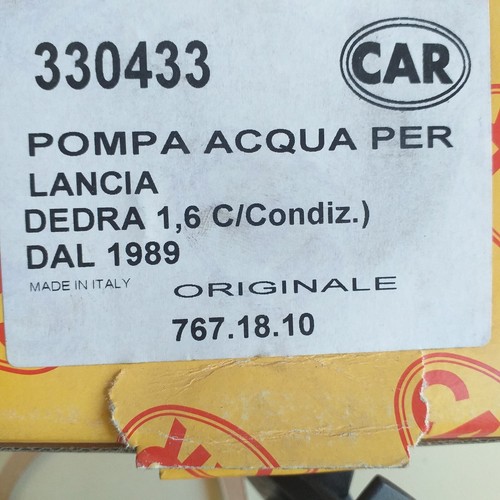 330433
CAR
POMPA ACQUA PER
LANCIA
DEDRA 1,6 C/Condiz.)
DAL 1989
MADE IN ITALY
ORIGINALE
767.18.10